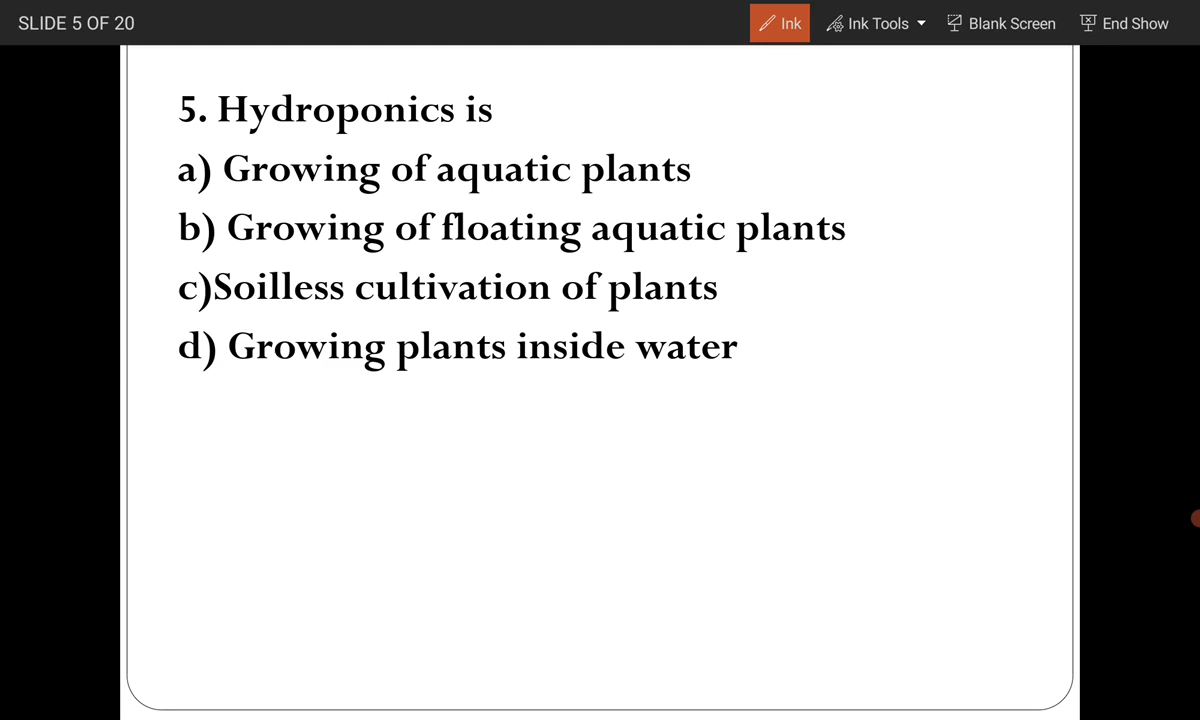 SLIDE 5 OF 20 Ink Ink Tools Blank Screen End Show
5. Hydroponics is
a) Growing of aquatic plants
b) Growing of floating aquatic plants
c)Soilless cultivation of plants
d) Growing plants inside water